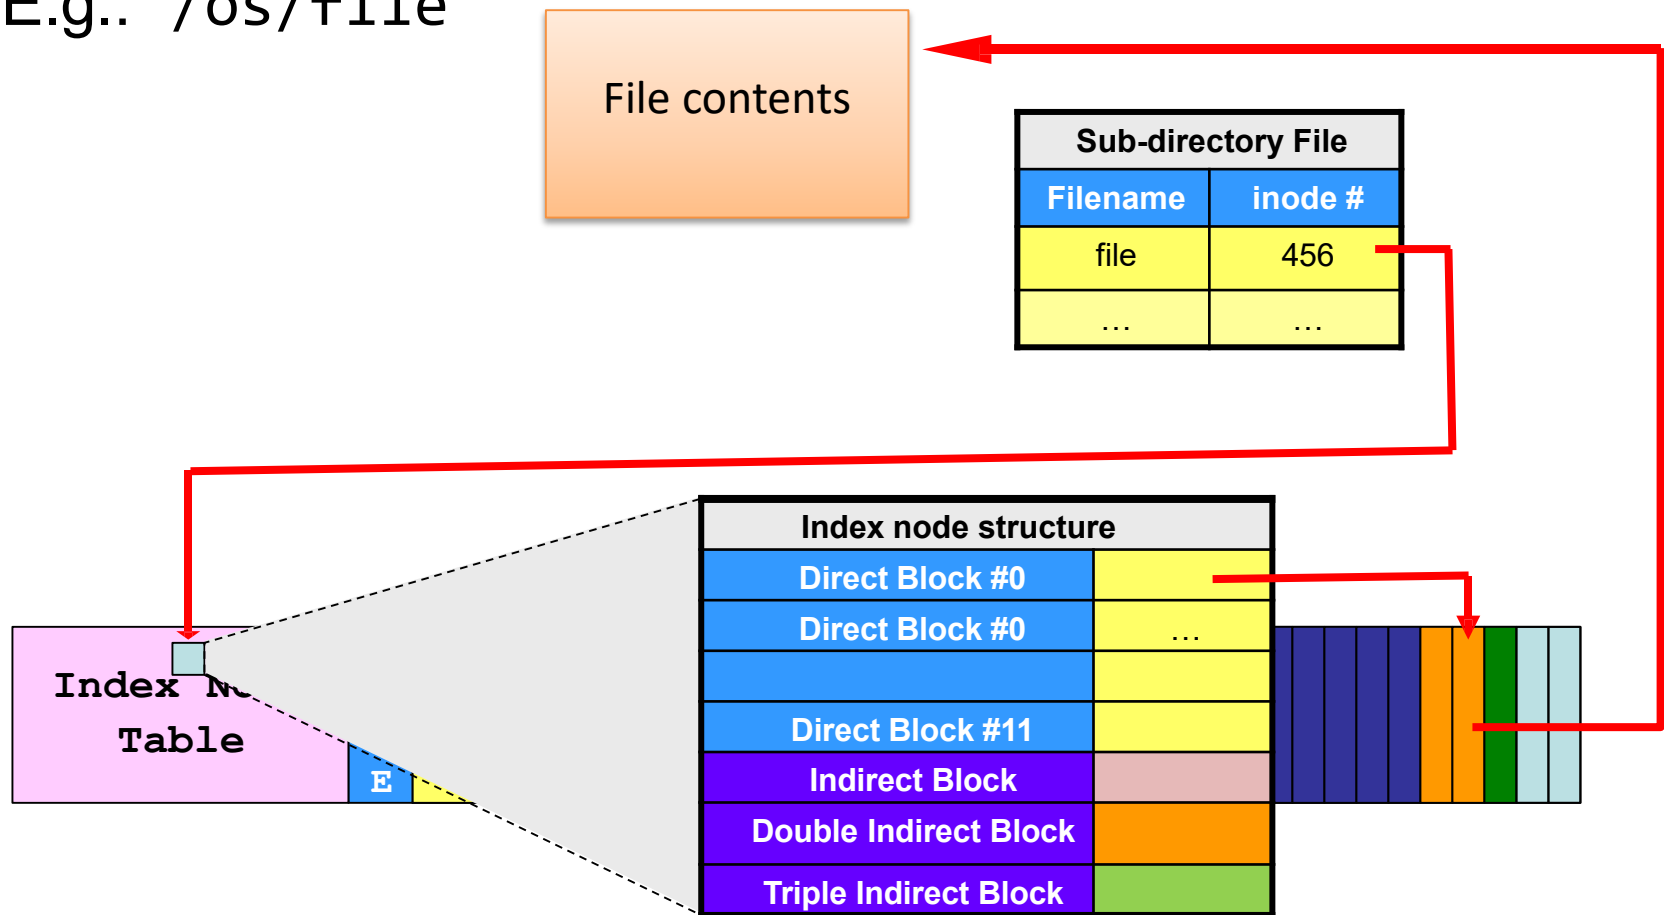 E.g.: /os/file
File contents
Sub-directory File
Filename inode #
file 456
… …
Index node structure
Direct Block #0
Direct Block #0 …
Direct Block #11
Indirect Block
Double Indirect Block
Triple Indirect Block
Index
Table
E